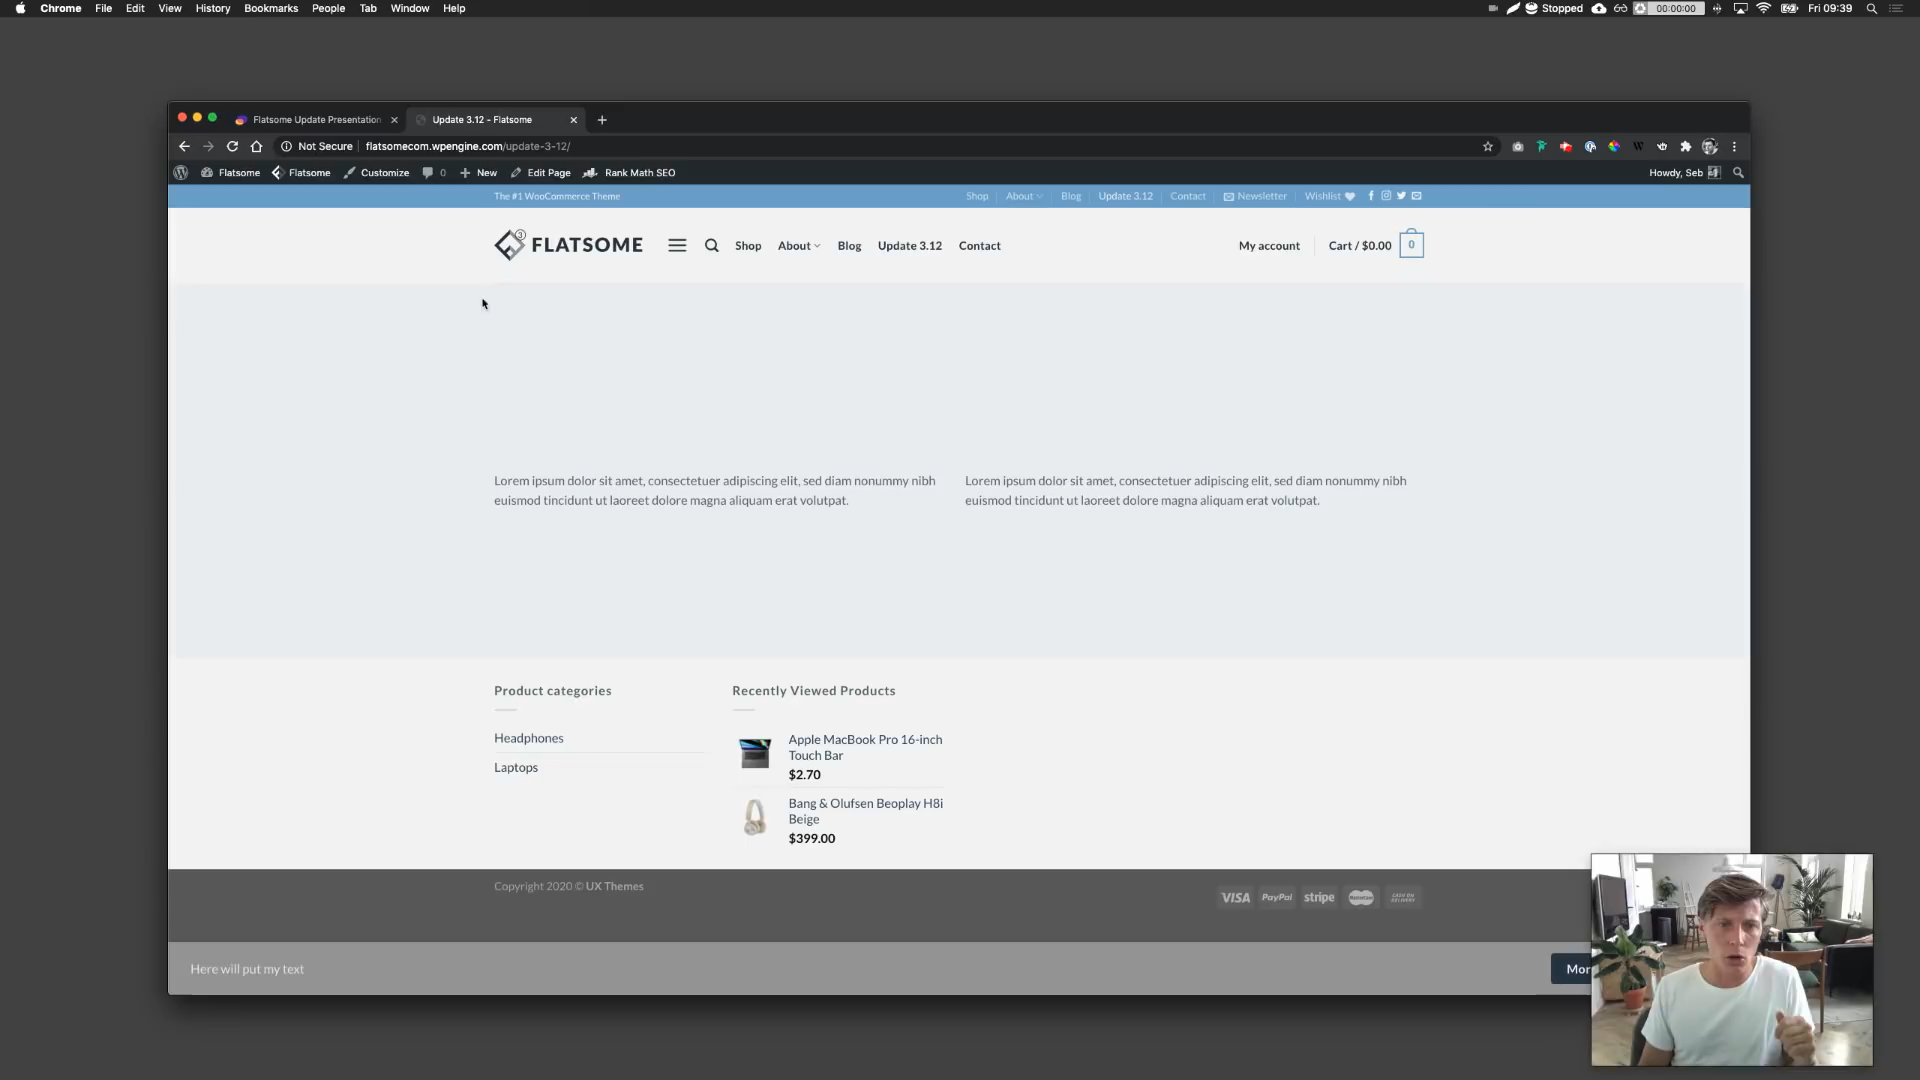 Chrome File Edit View History Bookmarks People Tab Window Help
Stopped 00:00:00 Fri 09:39
Flatsome Update Presentation
Update 3.12 - Flatsome
Not Secure flatsomecom.wpengine.com/update-3-12/
Flatsome Flatsome Customize 0 New Edit Page Rank Math SEO Howdy, Seb
The #1 WooCommerce Theme Shop About Blog Update 3.12 Contact Newsletter Wishlist
3 FLATSOME Shop About Blog Update 3.12 Contact My account Cart / $0.00 0
Lorem ipsum dolor sit amet, consectetuer adipiscing elit, sed diam nonummy nibh
euismod tincidunt ut laoreet dolore magna aliquam erat volutpat.
Lorem ipsum dolor sit amet, consectetuer adipiscing elit, sed diam nonummy nibh
euismod tincidunt ut laoreet dolore magna aliquam erat volutpat.
Product categories
Headphones
Laptops
Recently Viewed Products
Apple MacBook Pro 16-inch
Touch Bar
$2.70
Bang & Olufsen Beoplay H8i
Beige
$399.00
Copyright 2020 © UX Themes
VISA PayPal stripe MasterCard CASH ON DELIVERY
Here will put my text
Mor